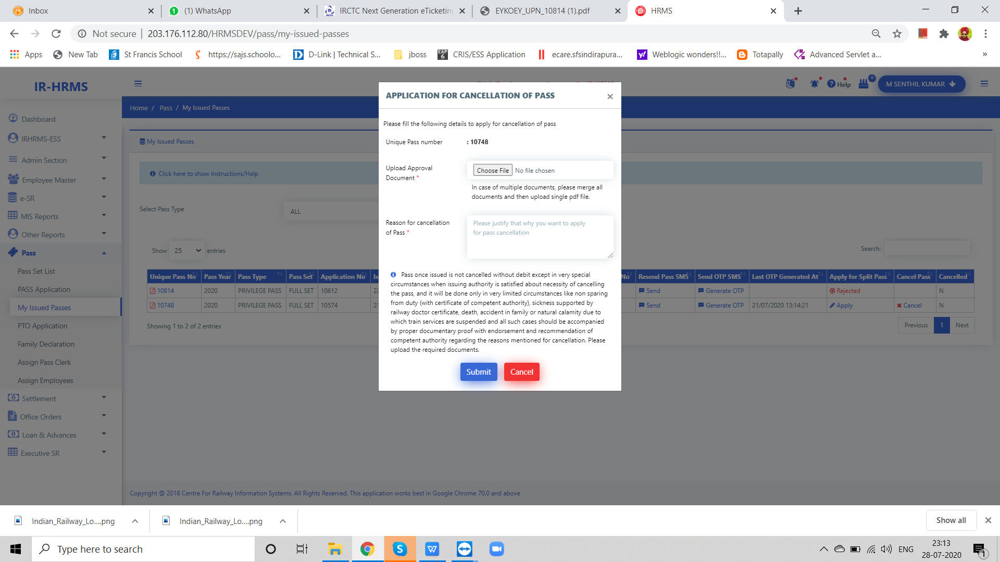 Inbox
(1) WhatsApp
IRCTC Next Generation eTicketing
EYKOEY_UPN_10814 (1).pdf
HRMS
Not secure | 203.176.112.80/HRMSDEV/pass/my-issued-passes
Apps
New Tab
St Francis School
https://sajs.schoolo...
D-Link | Technical S...
jboss
CRIS/ESS Application
ecare.sfsindirapura...
Weblogic wonders!!...
Totapally
Advanced Servlet a...
»
IR-HRMS
Help
0
M SENTHIL KUMAR
Home / Pass / My Issued Passes
Dashboard
IRHRMS-ESS
Admin Section
Employee Master
e-SR
MIS Reports
Other Reports
Pass
Pass Set List
PASS Application
My Issued Passes
PTO Application
Family Declaration
Assign Pass Clerk
Assign Employees
Settlement
Office Orders
Loan & Advances
Executive SR
My Issued Passes
Click here to show Instructions/Help
Select Pass Type
ALL
Show 25 entries
Search:
Unique Pass No Pass Year Pass Type Pass Set Application No Is No Resend Pass SMS Send OTP SMS Last OTP Generated At Apply for Split Pass Cancel Pass Cancelled
10814 2020 PRIVILEGE PASS FULL SET 10612 22 Send Generate OTP Rejected N
10748 2020 PRIVILEGE PASS FULL SET 10574 21 Send Generate OTP 21/07/2020 13:14:21 Apply Cancel N
Showing 1 to 2 of 2 entries
Previous 1 Next
APPLICATION FOR CANCELLATION OF PASS
×
Please fill the following details to apply for cancellation of pass
Unique Pass number : 10748
Upload Approval
Document *
Choose File No file chosen
In case of multiple documents, please merge all
documents and then upload single pdf file.
Reason for cancellation
of Pass *
Please justify that why you want to apply
for pass cancellation
Pass once issued is not cancelled without debit except in very special
circumstances when issuing authority is satisfied about necessity of cancelling
the pass, and it will be done only in very limited circumstances like non sparing
from duty (with certificate of competent authority), sickness supported by
railway doctor certificate, death, accident in family or natural calamity due to
which train services are suspended and all such cases should be accompanied
by proper documentary proof with endorsement and recommendation of
competent authority regarding the reasons mentioned for cancellation. Please
upload the required documents.
Submit
Cancel
Copyright @ 2018 Centre For Railway Information Systems. All Rights Reserved. This application works best in Google Chrome 70.0 and above
Indian_Railway_Lo....png
Indian_Railway_Lo....png
Show all
Type here to search
ENG
23:13
28-07-2020
1